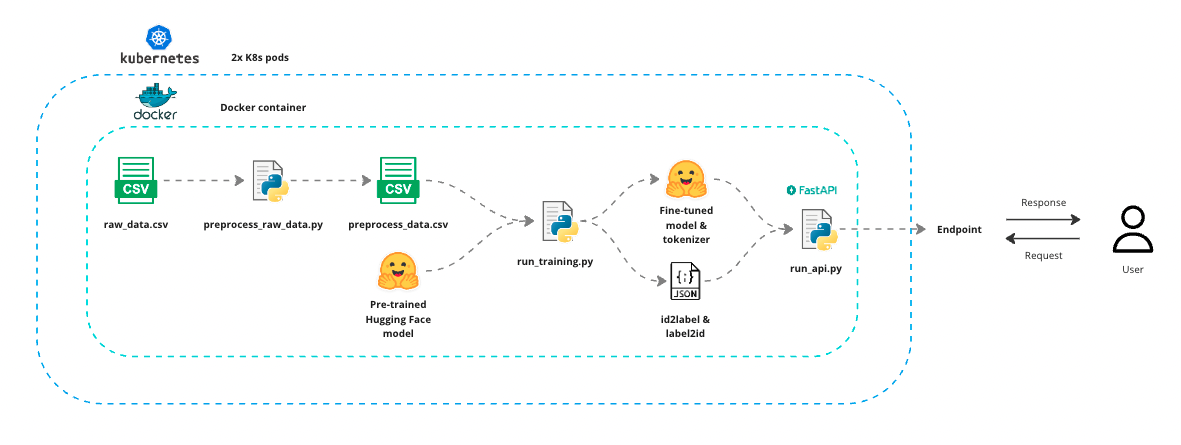 kubernetes
2x K8s pods
docker
Docker container
CSV
CSV
FastAPI
raw_data.csv
preprocess_raw_data.py
preprocess_data.csv
Fine-tuned
model &
tokenizer
run_training.py
run_api.py
Endpoint
Response
Request
User
Pre-trained
Hugging Face
model
{;}
JSON
id2label &
label2id